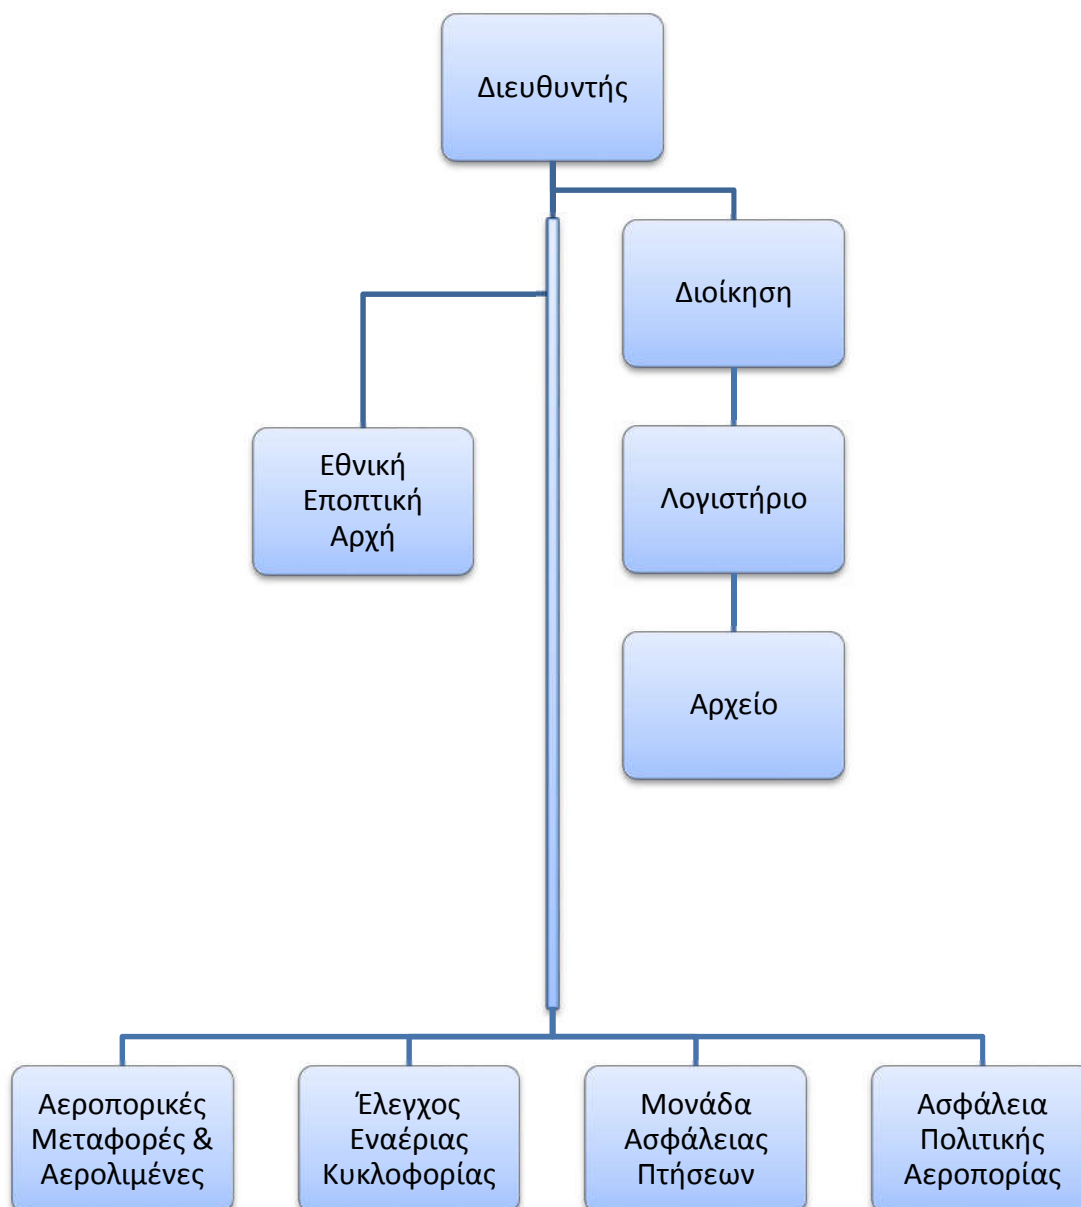 Διευθυντής
Διοίκηση
Εθνική
Εποπτική
Αρχή
Λογιστήριο
Αρχείο
Αεροπορικές
Μεταφορές &
Αερολιμένες
Έλεγχος
Εναέριας
Κυκλοφορίας
Μονάδα
Ασφάλειας
Πτήσεων
Ασφάλεια
Πολιτικής
Αεροπορίας